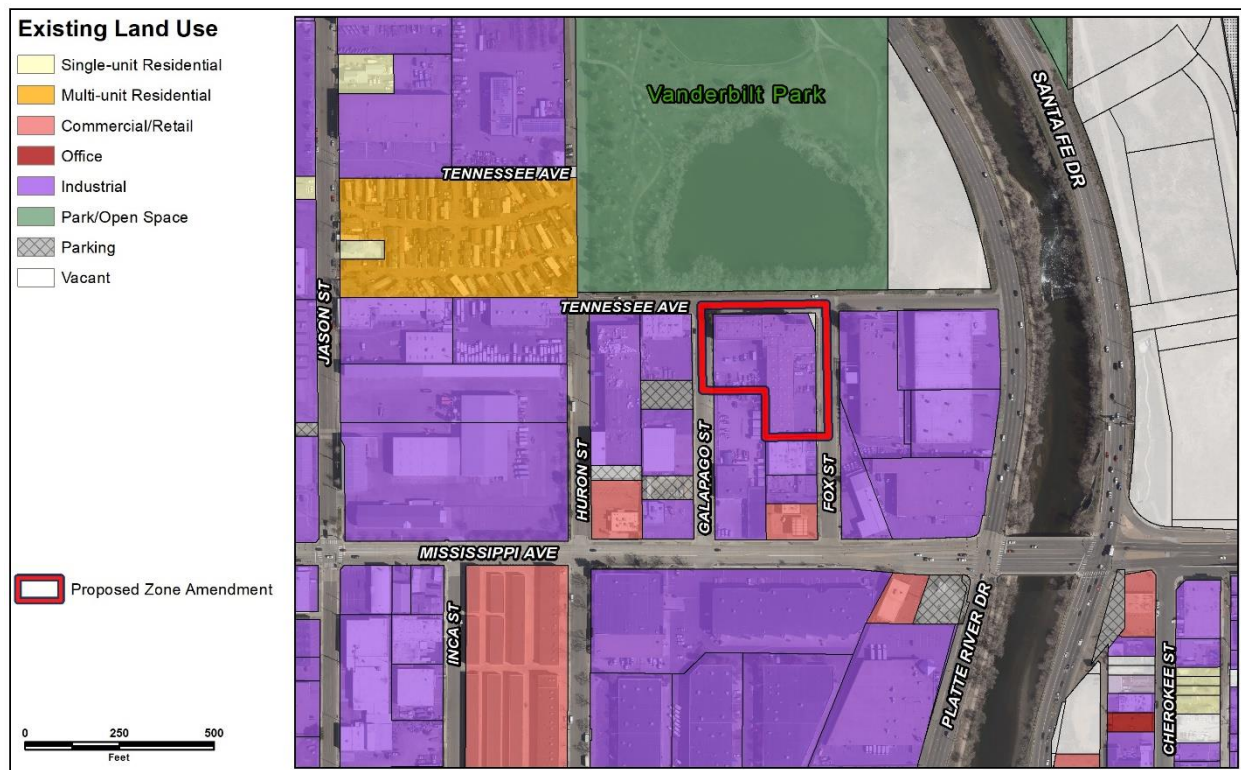 Existing Land Use
Single-unit Residential
Multi-unit Residential
Commercial/Retail
Office
Industrial
Park/Open Space
Parking
Vacant
Proposed Zone Amendment
0 250 500
Feet
Vanderbilt Park
SANTA FE DR
TENNESSEE AVE
JASON ST
TENNESSEE AVE
HURON ST
GALAPAGO ST
FOX ST
MISSISSIPPI AVE
INCA ST
PLATTE RIVER DR
CHEROKEE ST